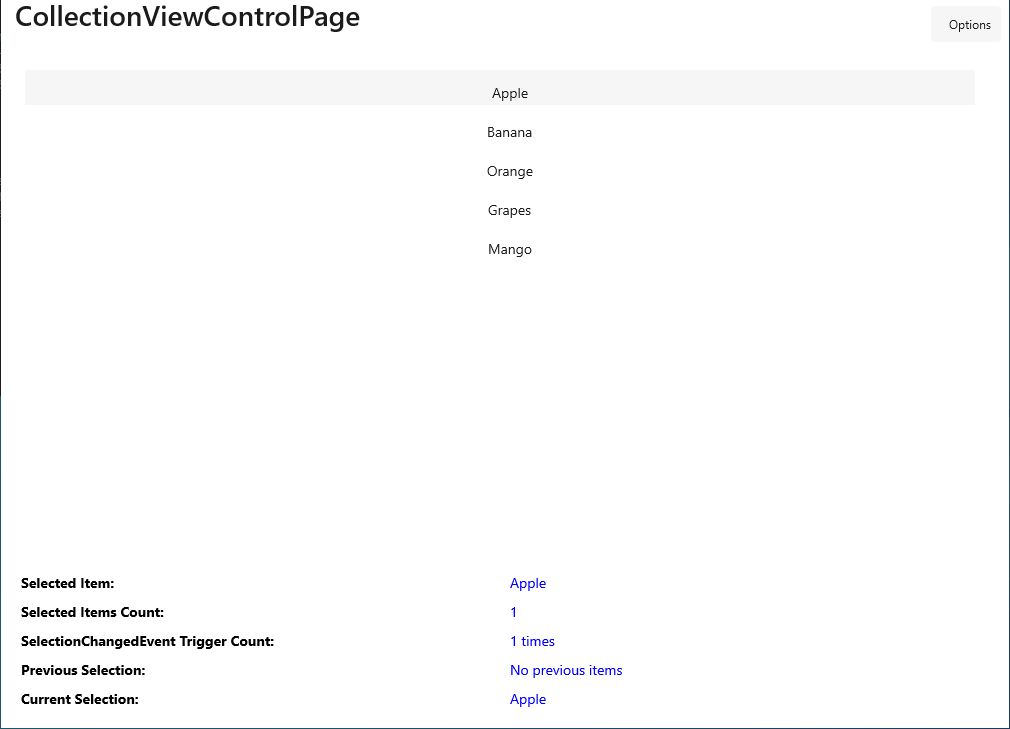 CollectionViewControlPage
Options
Apple
Banana
Orange
Grapes
Mango
Selected Item: Apple
Selected Items Count: 1
SelectionChangedEvent Trigger Count: 1 times
Previous Selection: No previous items
Current Selection: Apple